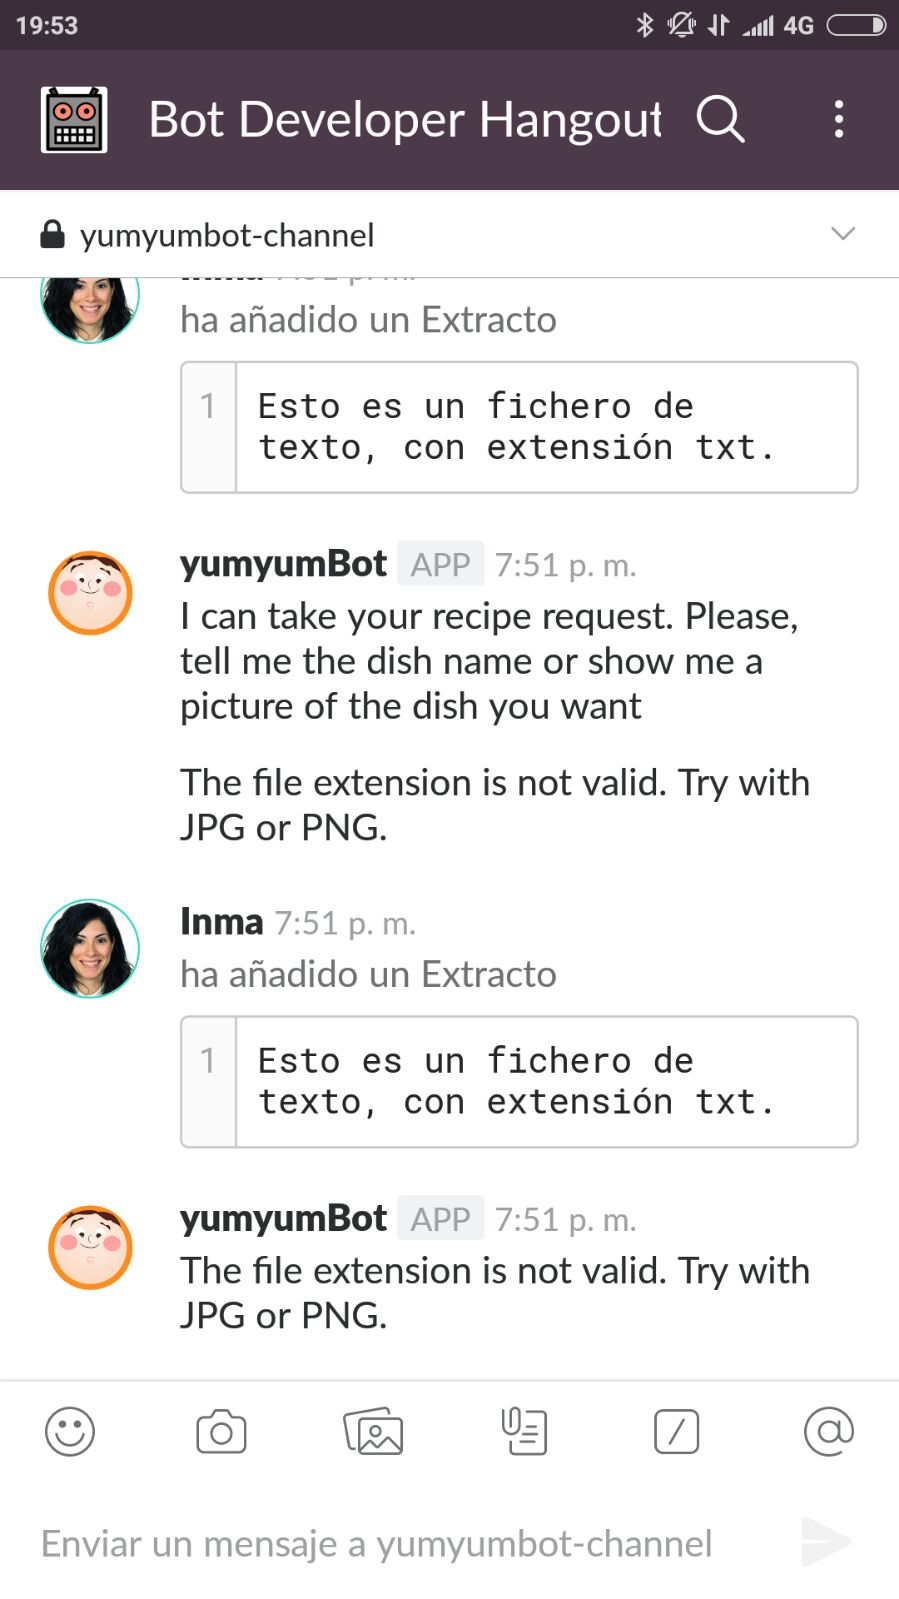 19:53
4G
Bot Developer Hangout
yumyumbot-channel
ha añadido un Extracto
1
Esto es un fichero de
texto, con extensión txt.
yumyumBot APP 7:51 p. m.
I can take your recipe request. Please,
tell me the dish name or show me a
picture of the dish you want
The file extension is not valid. Try with
JPG or PNG.
Inma 7:51 p. m.
ha añadido un Extracto
1
Esto es un fichero de
texto, con extensión txt.
yumyumBot APP 7:51 p. m.
The file extension is not valid. Try with
JPG or PNG.
Enviar un mensaje a yumyumbot-channel